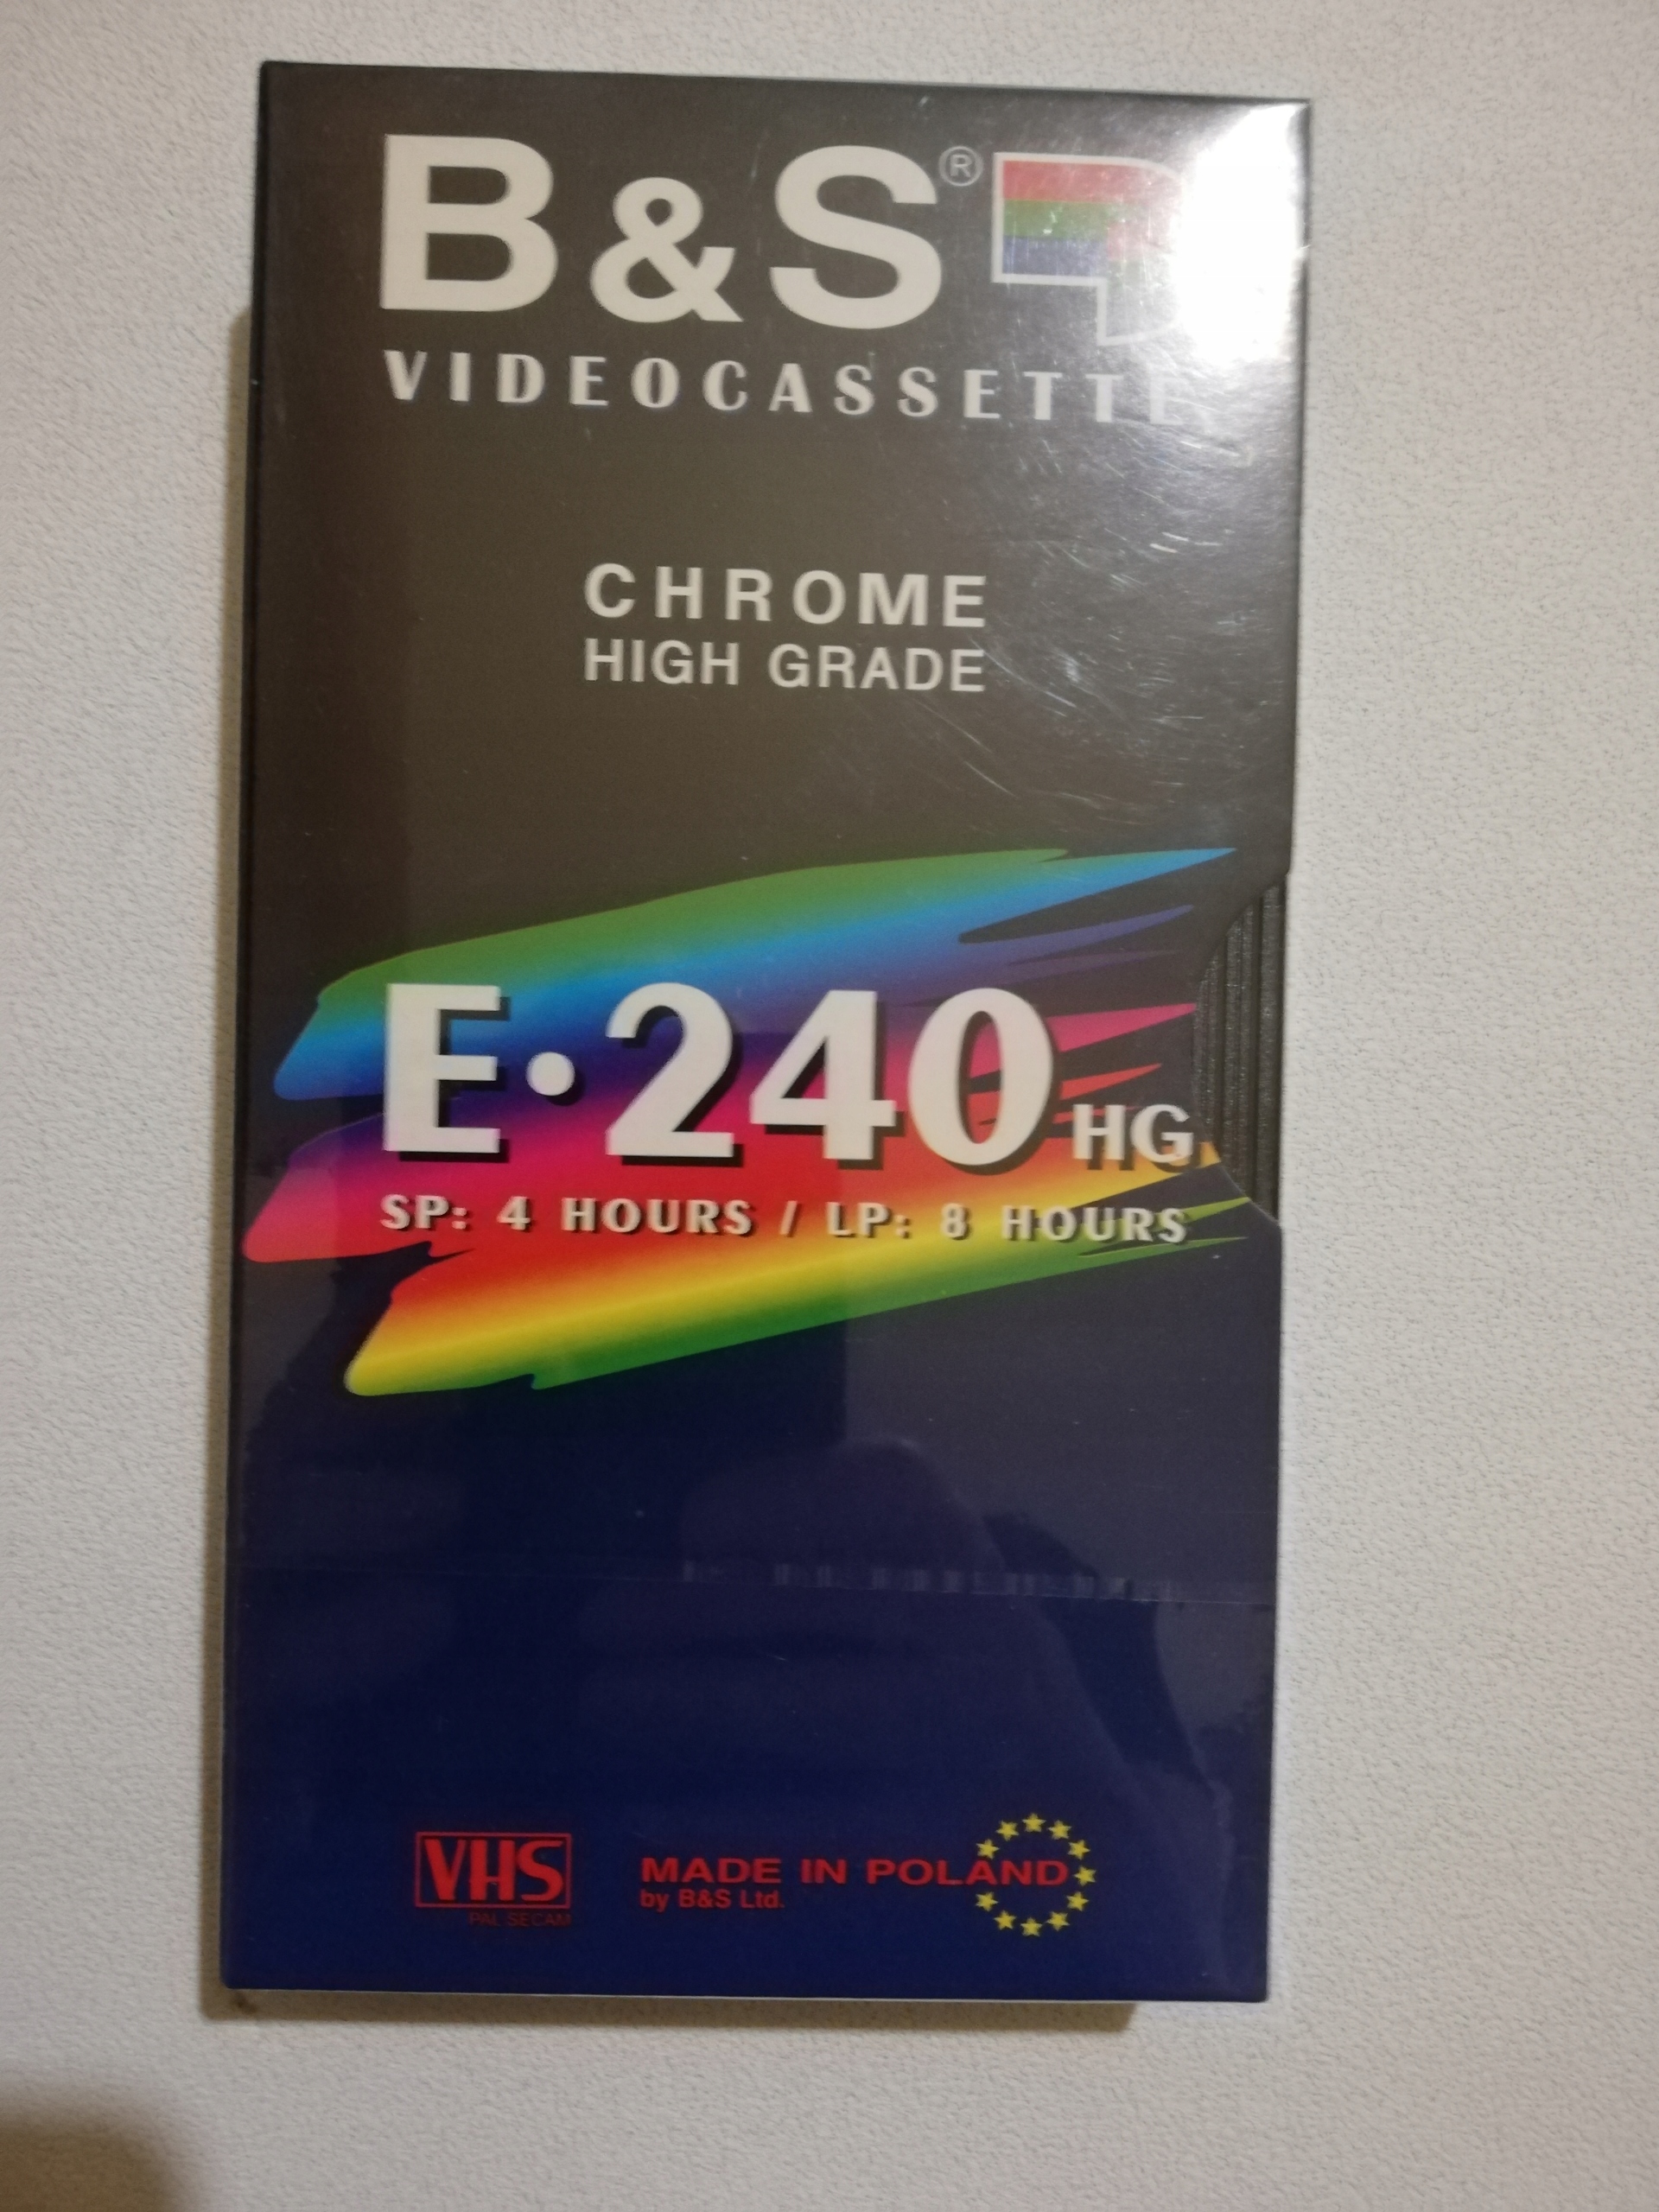 B&S®
VIDEOCASSETTE
CHROME
HIGH GRADE
E·240 HG
SP: 4 HOURS / LP: 8 HOURS
VHS
PAL SECAM
MADE IN POLAND
by B&S Ltd.